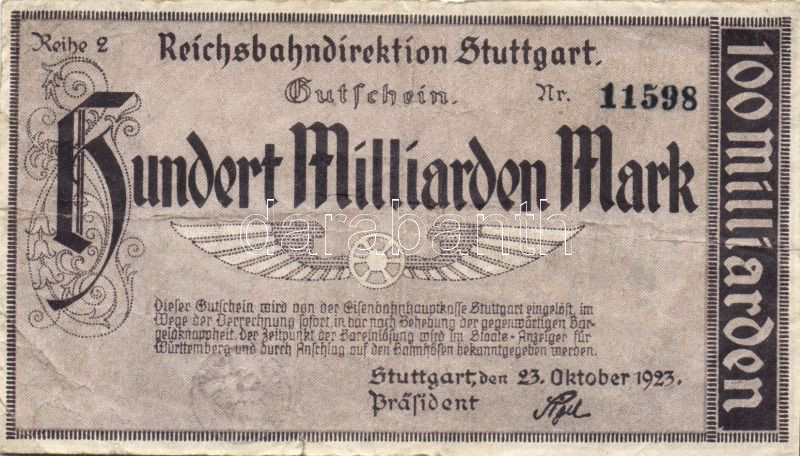 Reihe 2
Reichsbahndirektion Stuttgart.
Gutschein. Nr. 11598
Hundert Milliarden Mark
darabanth
Dieser Gutschein wird von der Eisenbahnhauptkasse Stuttgart eingelöst, im
Wege der Verrechnung sofort, in bar nach Behebung der gegenwärtigen Bar-
geldknappheit. Der Zeitpunkt der Bareinlösung wird im Staats-Anzeiger für
Württemberg und durch Anschlag auf den Bahnhöfen bekanntgegeben werden.
Stuttgart, den 23. Oktober 1923.
Präsident
100 Milliarden